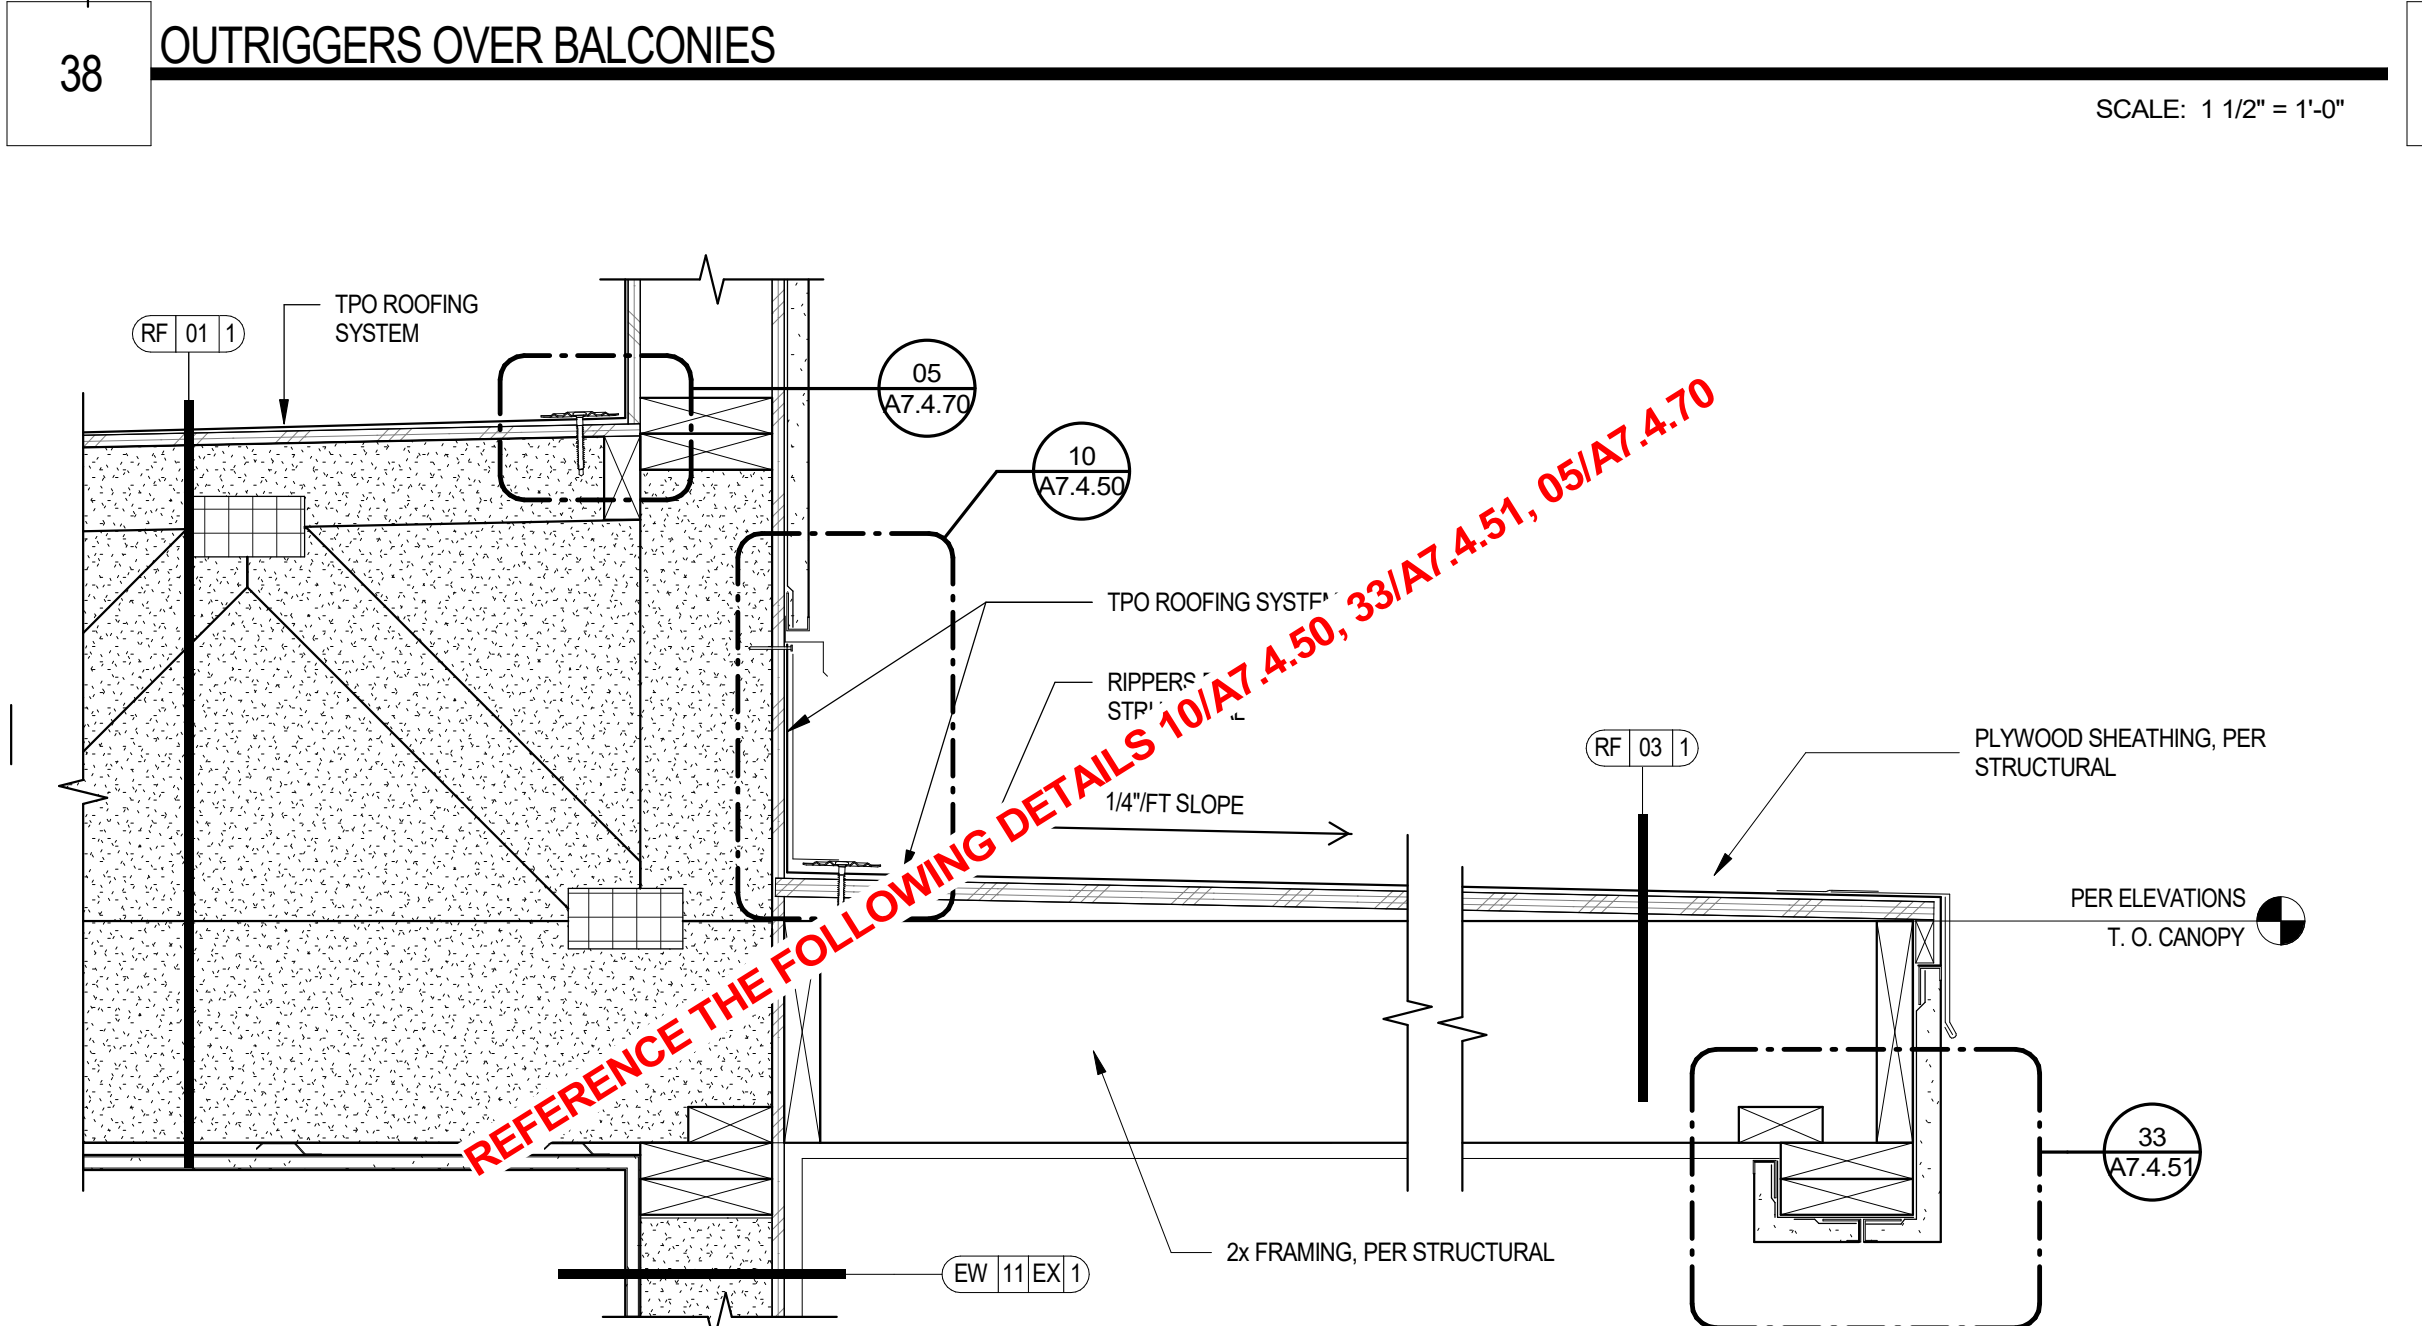 38
OUTRIGGERS OVER BALCONIES
SCALE: 1 1/2" = 1'-0"
RF 01 1
TPO ROOFING
SYSTEM
05
A7.4.70
10
A7.4.50
TPO ROOFING SYSTEM
RIPPERS
1/4"/FT SLOPE
REFERENCE THE FOLLOWING DETAILS 10/A7.4.50, 33/A7.4.51, 05/A7.4.70
RF 03 1
PLYWOOD SHEATHING, PER
STRUCTURAL
PER ELEVATIONS
T. O. CANOPY
33
A7.4.51
2x FRAMING, PER STRUCTURAL
EW 11 EX 1